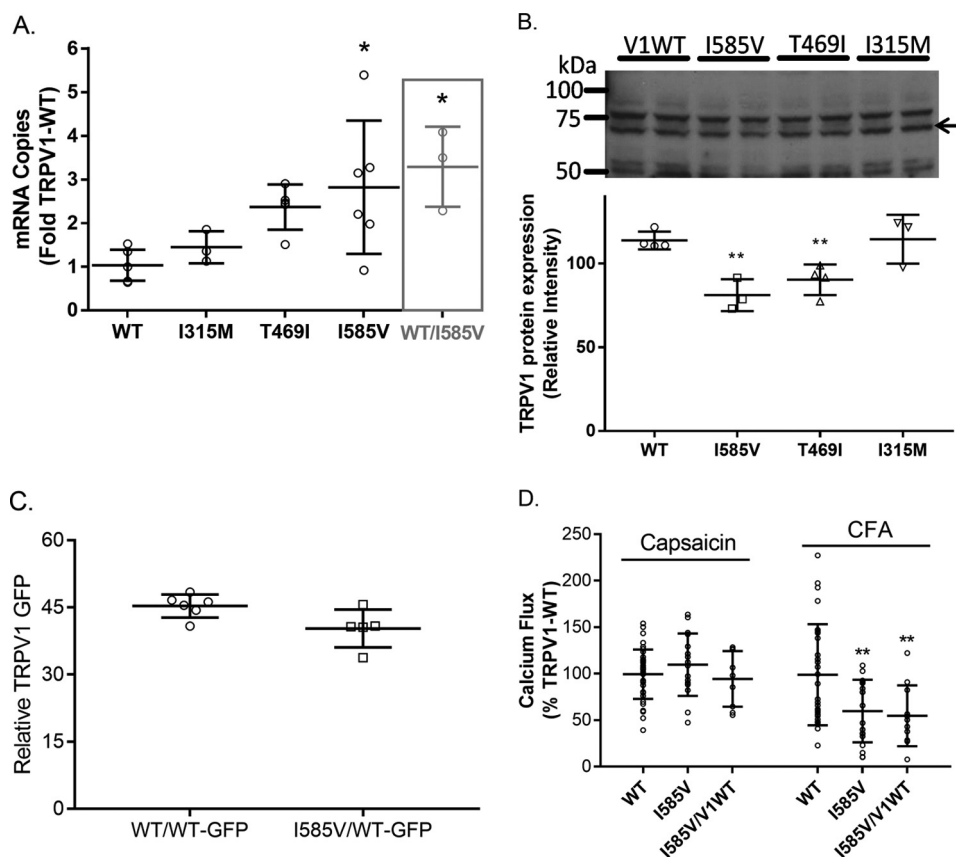 A.
mRNA Copies
(Fold TRPV1-WT)
6
5
4
3
2
1
0
*
*
WT
I315M
T469I
I585V
WT/I585V
B.
V1WT
I585V
T469I
I315M
kDa
100
75
50
TRPV1 protein expression
(Relative Intensity)
100
50
0
**
**
WT
I585V
T469I
I315M
C.
Relative TRPV1 GFP
60
45
30
15
0
WT/WT-GFP
I585V/WT-GFP
D.
Calcium Flux
(% TRPV1-WT)
250
200
150
100
50
0
Capsaicin
CFA
**
**
WT
I585V
I585V/V1WT
WT
I585V
I585V/V1WT